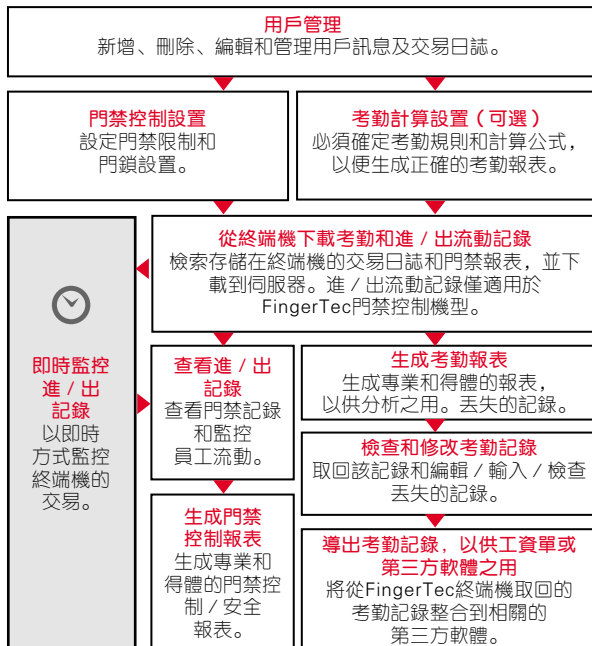 用戶管理
新增、刪除、編輯和管理用戶訊息及交易日誌。
門禁控制設置
設定門禁限制和
門鎖設置。
考勤計算設置（可選）
必須確定考勤規則和計算公式，
以便生成正確的考勤報表。
從終端機下載考勤和進 / 出流動記錄
檢索存儲在終端機的交易日誌和門禁報表，並下
載到伺服器。進 / 出流動記錄僅適用於
FingerTec門禁控制機型。
即時監控
進 / 出
記錄
以即時
方式監控
終端機的
交易。
查看進 / 出
記錄
查看門禁記錄
和監控
員工流動。
生成考勤報表
生成專業和得體的報表，
以供分析之用。丟失的記錄。
檢查和修改考勤記錄
取回該記錄和編輯 / 輸入 / 檢查
丟失的記錄。
生成門禁
控制報表
生成專業和
得體的門禁控
制 / 安全
報表。
導出考勤記錄，以供工資單或
第三方軟體之用
將從FingerTec終端機取回的
考勤記錄整合到相關的
第三方軟體。